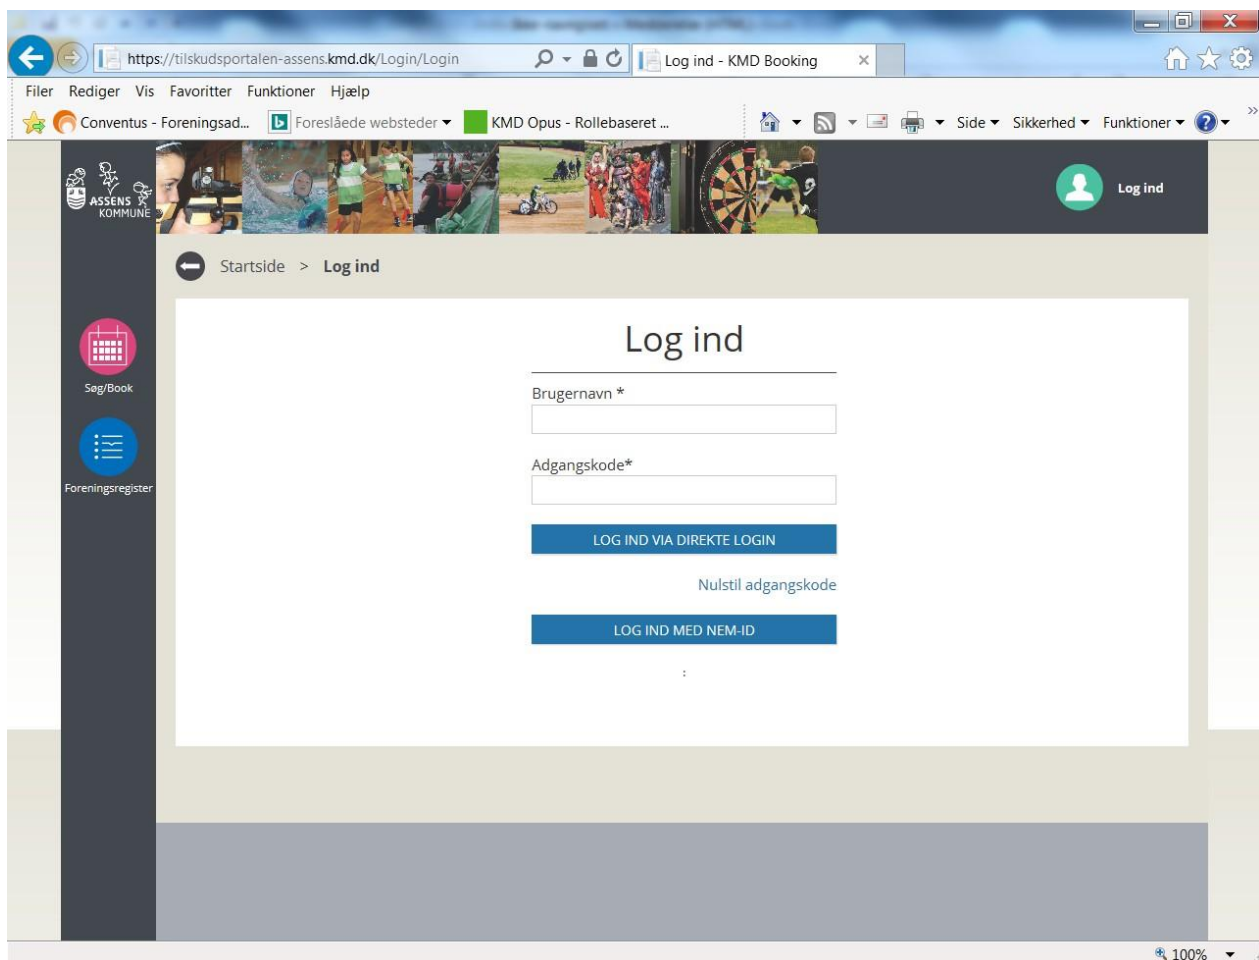 https://tilskudsportalen-assens.kmd.dk/Login/Login
Log ind - KMD Booking
Filer Rediger Vis Favoritter Funktioner Hjælp
Conventus - Foreningsad... Foreslåede websteder KMD Opus - Rollebaseret ... Side Sikkerhed Funktioner
ASSENS
KOMMUNE
Log ind
Startside > Log ind
Søg/Book
Foreningsregister
Log ind
Brugernavn *
Adgangskode*
LOG IND VIA DIREKTE LOGIN
Nulstil adgangskode
LOG IND MED NEM-ID
:
100%